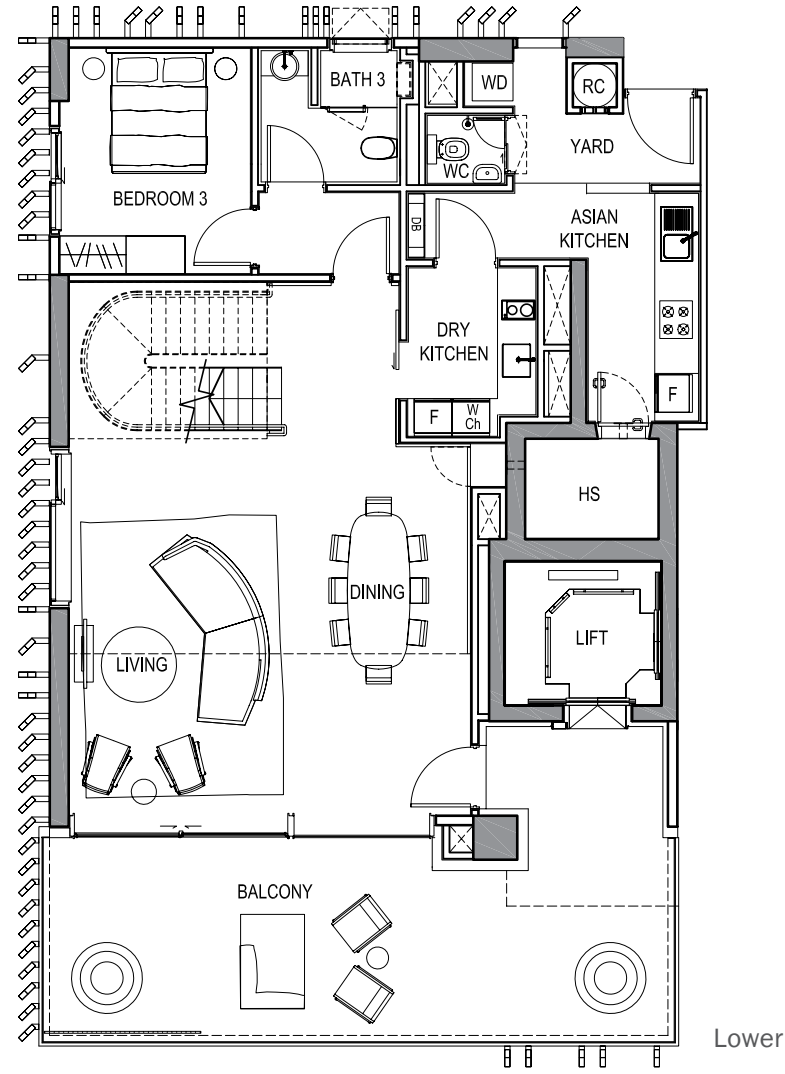 BATH 3
WD
RC
YARD
WC
BEDROOM 3
DB
ASIAN
KITCHEN
DRY
KITCHEN
F
W
Ch
F
HS
DINING
LIFT
LIVING
BALCONY
Lower